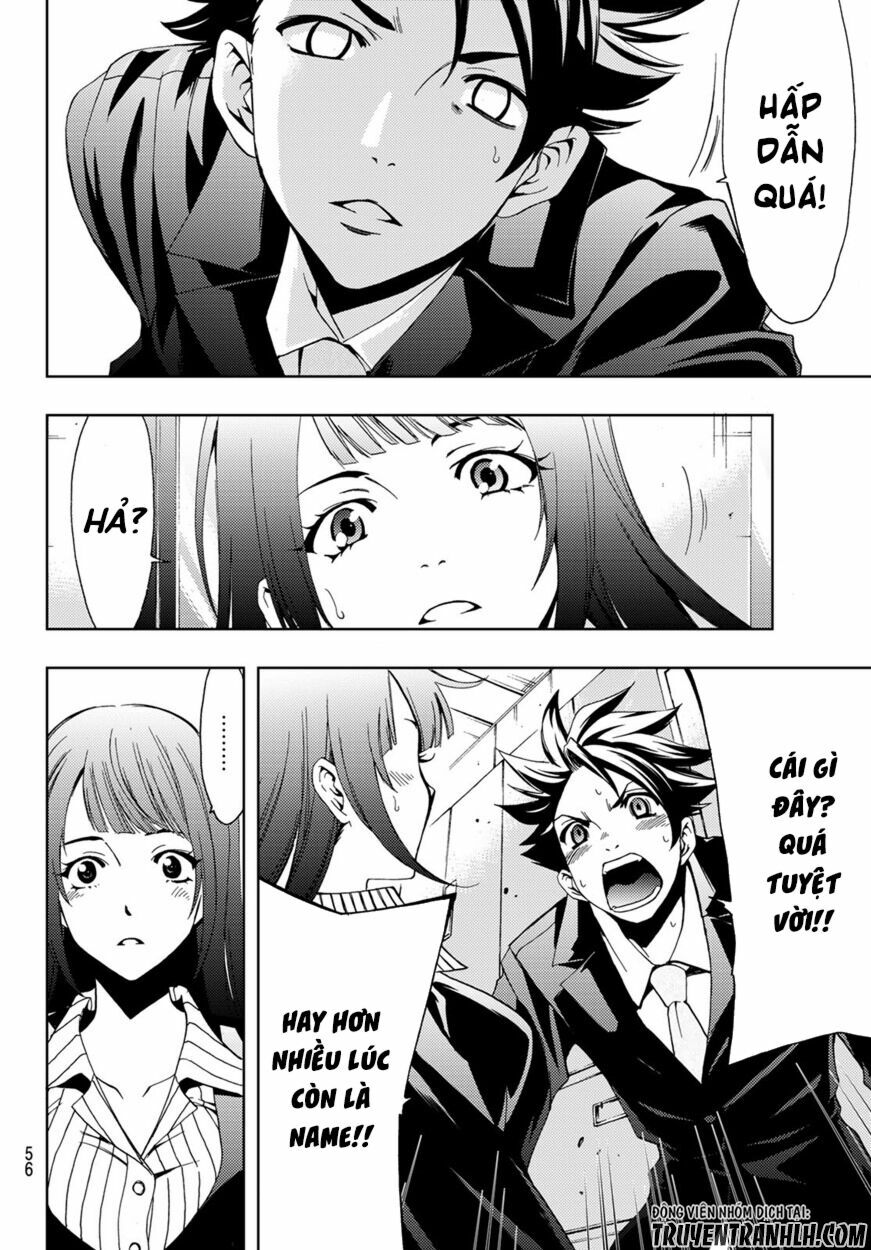 HẤP
DẪN
QUÁ!
HẢ?
CÁI GÌ
ĐÂY?
QUÁ
TUYỆT
VỜI!!
HAY HƠN
NHIỀU LÚC
CÒN LÀ
NAME!!
........
56
ĐỘNG VIÊN NHÓM DỊCH TẠI:
TRUYENTRANHLH.COM